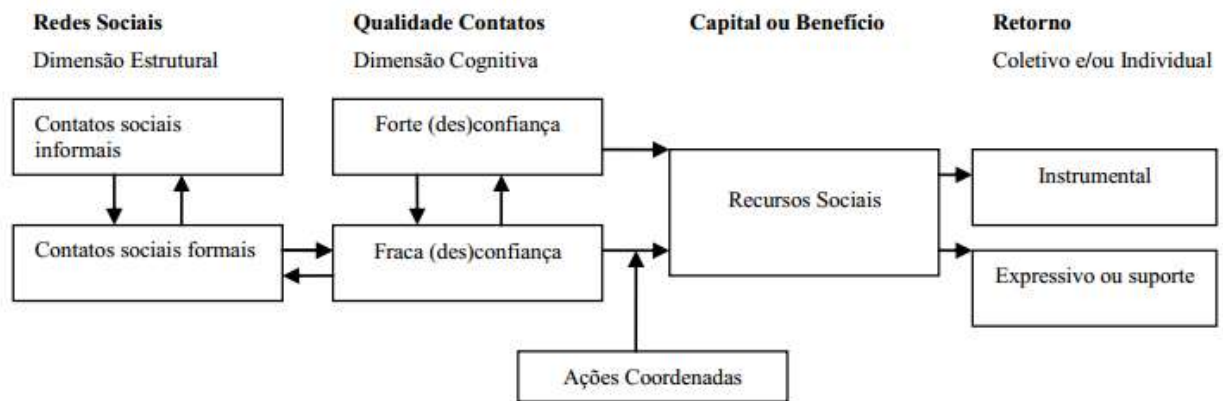 Redes Sociais
Dimensão Estrutural
Qualidade Contatos
Dimensão Cognitiva
Capital ou Benefício
Retorno
Coletivo e/ou Individual
Contatos sociais
informais
Forte (des)confiança
Recursos Sociais
Instrumental
Contatos sociais formais
Fraca (des)confiança
Expressivo ou suporte
Ações Coordenadas